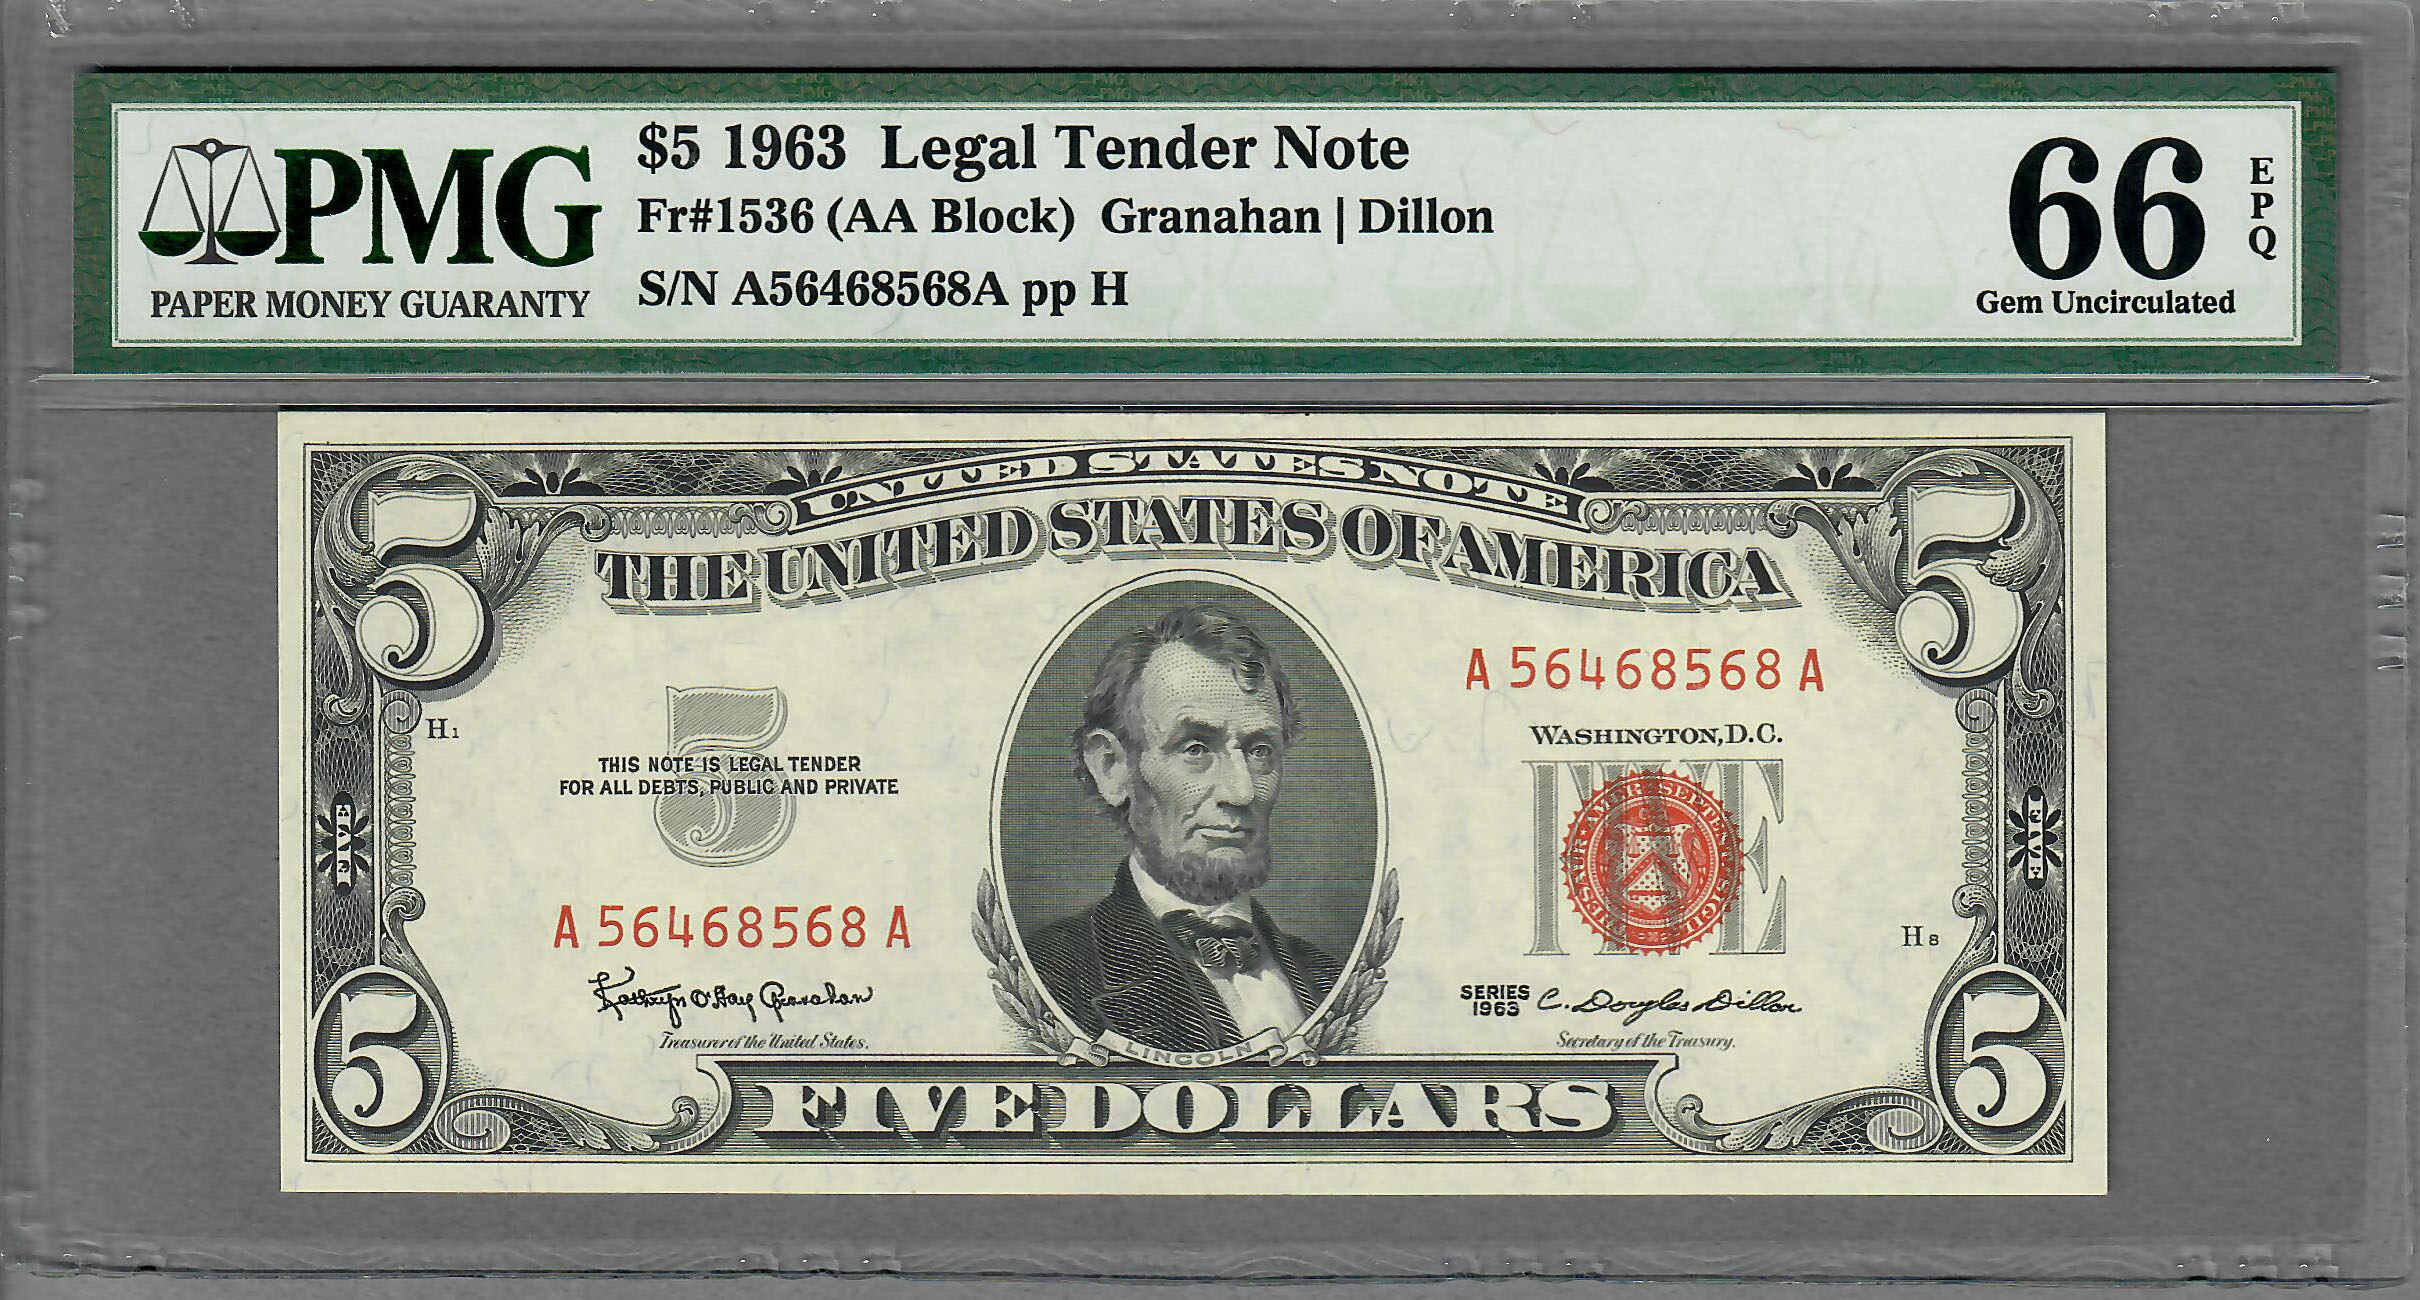 $5 1963 Legal Tender Note
Fr#1536 (AA Block) Granahan | Dillon
S/N A56468568A pp H
PMG
PAPER MONEY GUARANTY
66
EPQ
Gem Uncirculated
UNITED STATES NOTE
THE UNITED STATES OF AMERICA
5
5
A 56468568 A
H1
WASHINGTON, D.C.
5
THIS NOTE IS LEGAL TENDER
FOR ALL DEBTS, PUBLIC AND PRIVATE
FIVE
FIVE
FIVE
A 56468568 A
H 8
Kathryn O'Hay Granahan
SERIES
1963
C. Douglas Dillon
Treasurer of the United States.
Secretary of the Treasury.
LINCOLN
5
5
FIVE DOLLARS